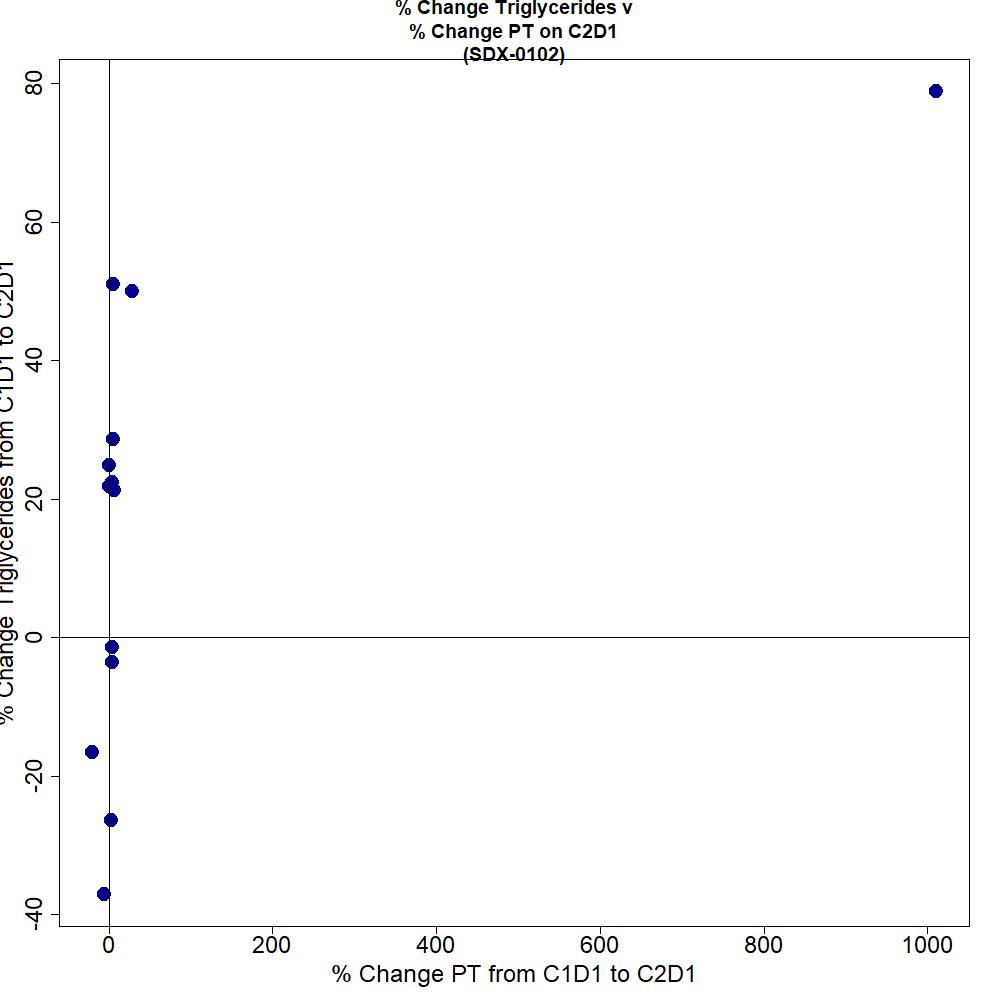 % Change Triglycerides v
% Change PT on C2D1
(SDX-0102)
% Change Triglycerides from C1D1 to C2D1
80
60
40
20
0
-20
-40
0 200 400 600 800 1000
% Change PT from C1D1 to C2D1